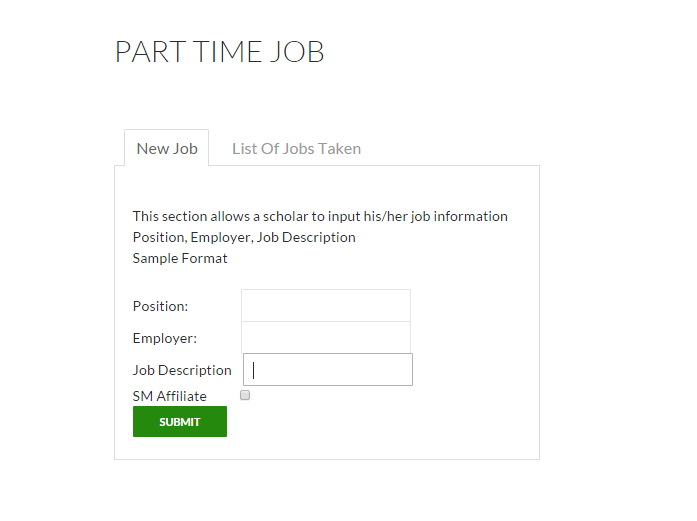 PART TIME JOB
New Job
List Of Jobs Taken
This section allows a scholar to input his/her job information
Position, Employer, Job Description
Sample Format
Position:
Employer:
Job Description
SM Affiliate
SUBMIT